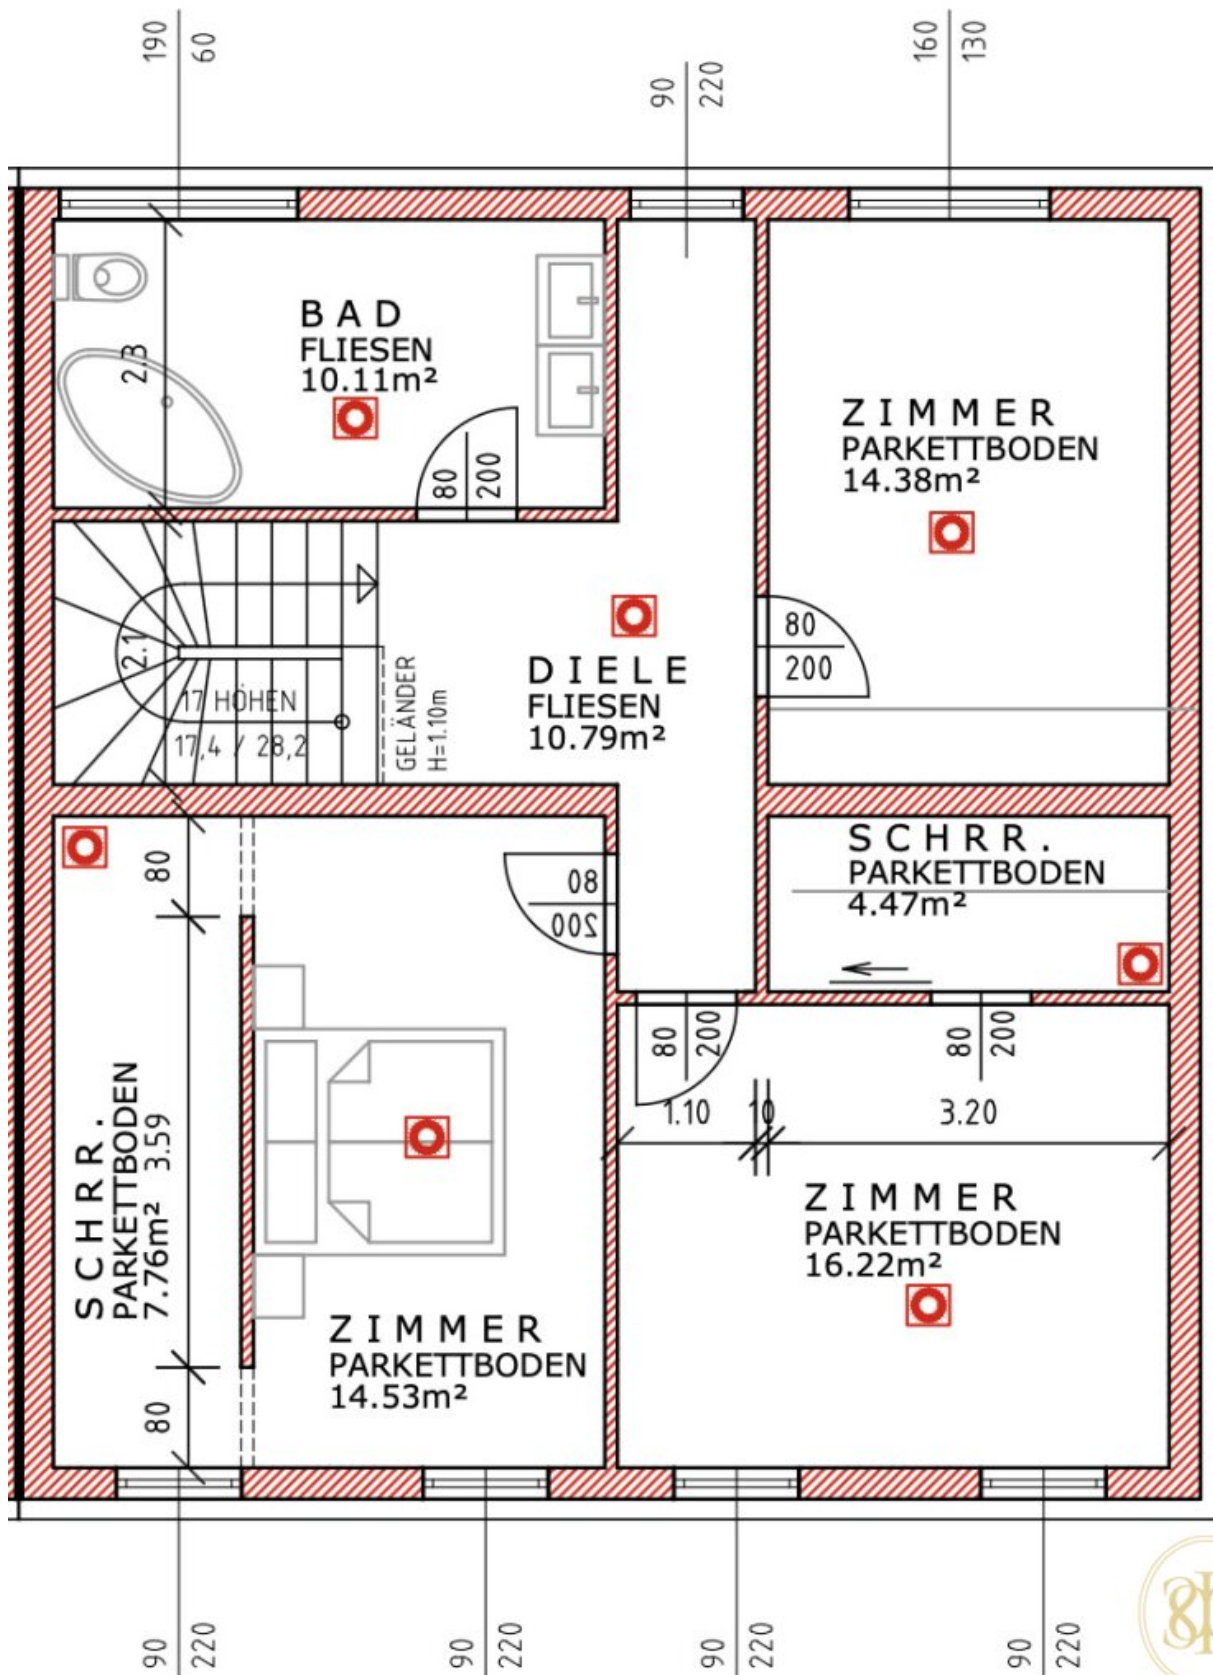 190
60
90
220
160
130
BAD
FLIESEN
10.11m²
2.3
80
200
ZIMMER
PARKETTBODEN
14.38m²
80
200
2.1
17 HÖHEN
17,4 / 28,2
GELÄNDER
H=1.10m
DIELE
FLIESEN
10.79m²
80
80
200
SCHRR.
PARKETTBODEN
4.47m²
80
200
80
200
1.10
10
3.20
SCHRR.
PARKETTBODEN
7.76m²
3.59
ZIMMER
PARKETTBODEN
14.53m²
ZIMMER
PARKETTBODEN
16.22m²
80
90
220
90
220
90
220
90
220